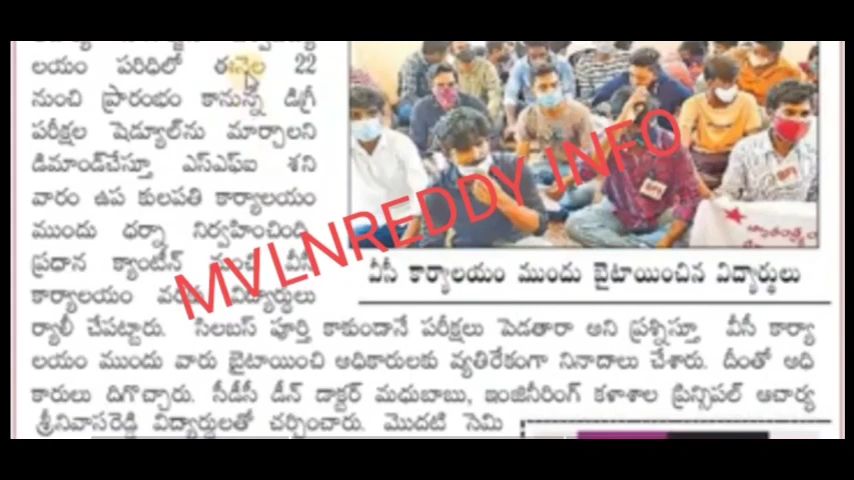 లయం పరిధిలో ఈనెల 22
నుంచి ప్రారంభం కానున్న డిగ్రీ
పరీక్షల షెడ్యూల్‌ను మార్చాలని
డిమాండ్‌చేస్తూ ఎస్ఎఫ్ఐ శని
వారం ఉప కులపతి కార్యాలయం
ముందు ధర్నా నిర్వహించింది.
ప్రధాన క్యాంటీన్ నుంచి వీసీ
కార్యాలయం వరకు విద్యార్థులు
ర్యాలీ చేపట్టారు. సిలబస్ పూర్తి కాకుండానే పరీక్షలు పెడతారా అని ప్రశ్నిస్తూ వీసీ కార్యా
లయం ముందు వారు బైటాయించి అధికారులకు వ్యతిరేకంగా నినాదాలు చేశారు. దీంతో అధి
కారులు దిగొచ్చారు. సీడీసీ డీన్ డాక్టర్ మధుబాబు, ఇంజినీరింగ్ కళాశాల ప్రిన్సిపల్ ఆచార్య
శ్రీనివాసరెడ్డి విద్యార్థులతో చర్చించారు. మొదటి సెమి
వీసీ కార్యాలయం ముందు బైటాయించిన విద్యార్థులు
MVLNREDDY INFO
SFI